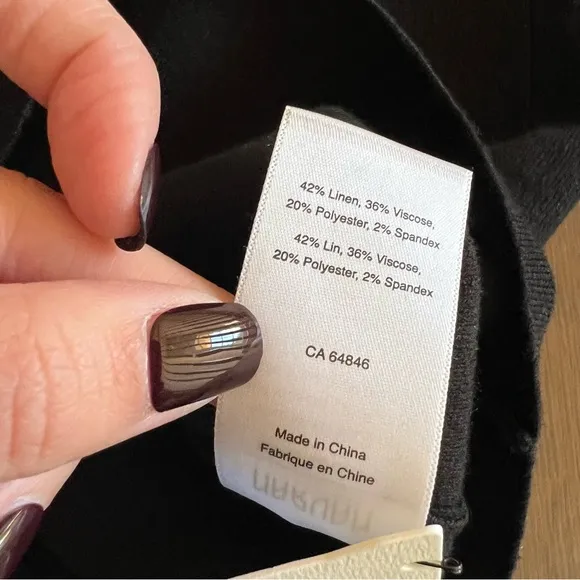 42% Linen, 36% Viscose,
20% Polyester, 2% Spandex
42% Lin, 36% Viscose,
20% Polyester, 2% Spandex
CA 64846
Made in China
Fabrique en Chine